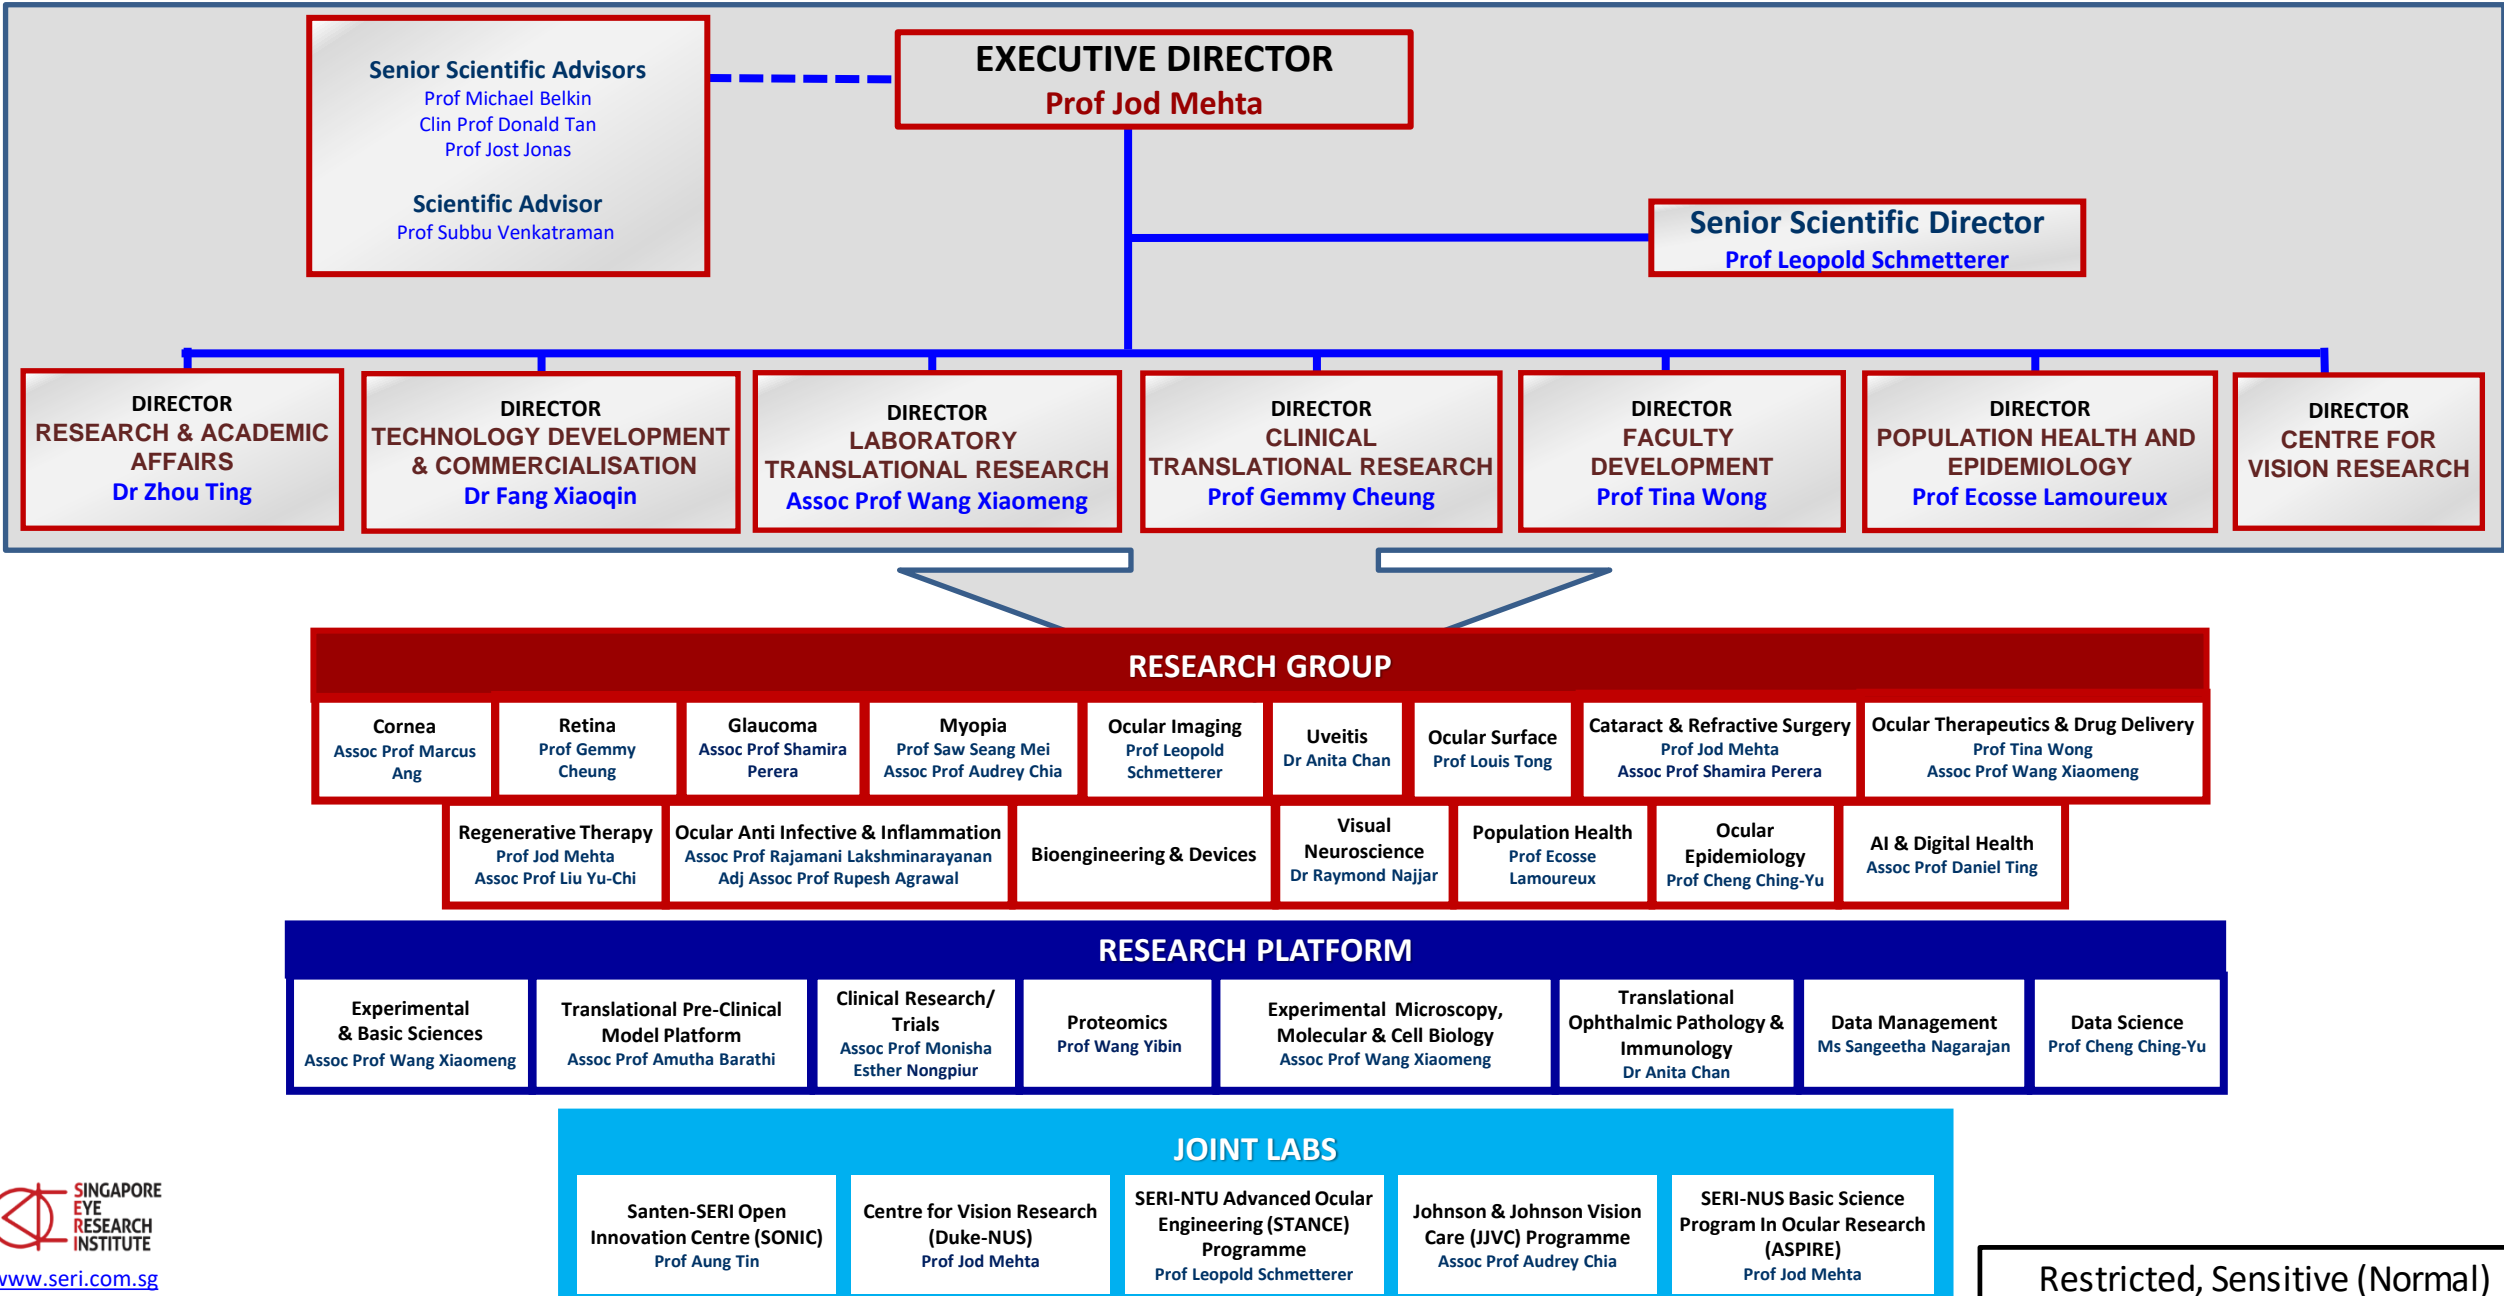 Senior Scientific Advisors
Prof Michael Belkin
Clin Prof Donald Tan
Prof Jost Jonas
Scientific Advisor
Prof Subbu Venkatraman
EXECUTIVE DIRECTOR
Prof Jod Mehta
Senior Scientific Director
Prof Leopold Schmetterer
DIRECTOR
RESEARCH & ACADEMIC
AFFAIRS
Dr Zhou Ting
DIRECTOR
TECHNOLOGY DEVELOPMENT
& COMMERCIALISATION
Dr Fang Xiaoqin
DIRECTOR
LABORATORY
TRANSLATIONAL RESEARCH
Assoc Prof Wang Xiaomeng
DIRECTOR
CLINICAL
TRANSLATIONAL RESEARCH
Prof Gemmy Cheung
DIRECTOR
FACULTY
DEVELOPMENT
Prof Tina Wong
DIRECTOR
POPULATION HEALTH AND
EPIDEMIOLOGY
Prof Ecosse Lamoureux
DIRECTOR
CENTRE FOR
VISION RESEARCH
RESEARCH GROUP
Cornea
Assoc Prof Marcus
Ang
Retina
Prof Gemmy
Cheung
Glaucoma
Assoc Prof Shamira
Perera
Myopia
Prof Saw Seang Mei
Assoc Prof Audrey Chia
Ocular Imaging
Prof Leopold
Schmetterer
Uveitis
Dr Anita Chan
Ocular Surface
Prof Louis Tong
Cataract & Refractive Surgery
Prof Jod Mehta
Assoc Prof Shamira Perera
Ocular Therapeutics & Drug Delivery
Prof Tina Wong
Assoc Prof Wang Xiaomeng
Regenerative Therapy
Prof Jod Mehta
Assoc Prof Liu Yu-Chi
Ocular Anti Infective & Inflammation
Assoc Prof Rajamani Lakshminarayanan
Adj Assoc Prof Rupesh Agrawal
Bioengineering & Devices
Visual
Neuroscience
Dr Raymond Najjar
Population Health
Prof Ecosse
Lamoureux
Ocular
Epidemiology
Prof Cheng Ching-Yu
AI & Digital Health
Assoc Prof Daniel Ting
RESEARCH PLATFORM
Experimental
& Basic Sciences
Assoc Prof Wang Xiaomeng
Translational Pre-Clinical
Model Platform
Assoc Prof Amutha Barathi
Clinical Research/
Trials
Assoc Prof Monisha
Esther Nongpiur
Proteomics
Prof Wang Yibin
Experimental Microscopy,
Molecular & Cell Biology
Assoc Prof Wang Xiaomeng
Translational
Ophthalmic Pathology &
Immunology
Dr Anita Chan
Data Management
Ms Sangeetha Nagarajan
Data Science
Prof Cheng Ching-Yu
JOINT LABS
Santen-SERI Open
Innovation Centre (SONIC)
Prof Aung Tin
Centre for Vision Research
(Duke-NUS)
Prof Jod Mehta
SERI-NTU Advanced Ocular
Engineering (STANCE)
Programme
Prof Leopold Schmetterer
Johnson & Johnson Vision
Care (JJVC) Programme
Assoc Prof Audrey Chia
SERI-NUS Basic Science
Program In Ocular Research
(ASPIRE)
Prof Jod Mehta
SINGAPORE
EYE
RESEARCH
INSTITUTE
www.seri.com.sg
Restricted, Sensitive (Normal)